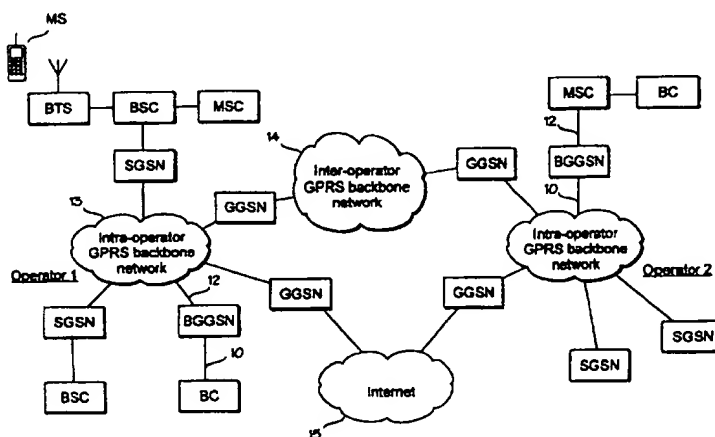 MS
BTS
BSC
MSC
MSC
BC
12
14
SGSN
Inter-operator
GPRS backbone
network
GGSN
BGGSN
10
13
GGSN
Intra-operator
GPRS backbone
network
Intra-operator
GPRS backbone
network
Operator 1
Operator 2
12
GGSN
GGSN
SGSN
BGGSN
SGSN
10
SGSN
BSC
BC
Internet
15